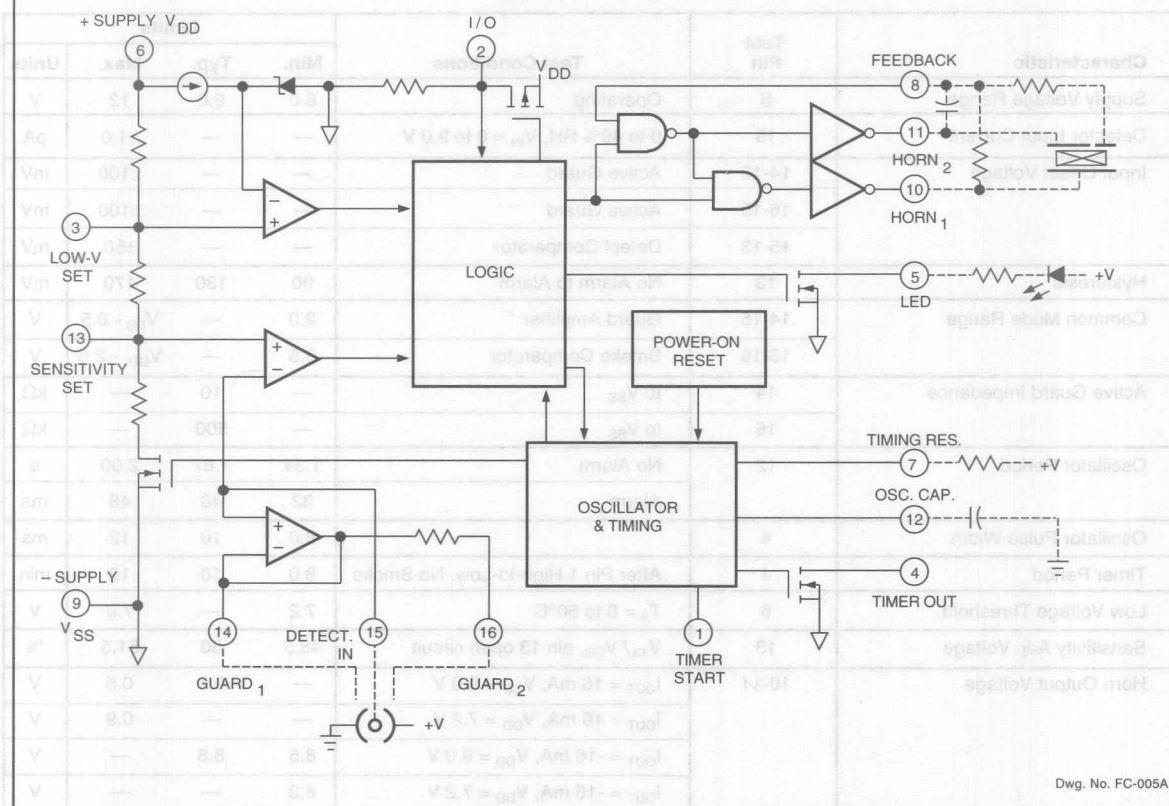 + SUPPLY V DD
6
I / O
2
V DD
FEEDBACK
8
11
HORN 2
10
HORN 1
3
LOW-V
SET
−
+
LOGIC
5
LED
+V
13
SENSITIVITY
SET
+
−
POWER-ON
RESET
TIMING RES.
7
+V
OSC. CAP.
12
OSCILLATOR
& TIMING
+
−
4
TIMER OUT
− SUPPLY
9
V SS
14
DETECT.
IN
15
16
1
TIMER
START
GUARD 1
GUARD 2
+V
Dwg. No. FC-005A